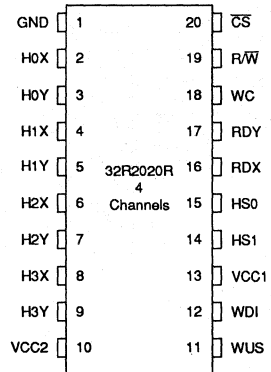 GND 1 20 C̅S̅
H0X 2 19 R/W̅
H0Y 3 18 WC
H1X 4 17 RDY
H1Y 5 16 RDX
32R2020R
H2X 6 15 HS0
4
Channels
H2Y 7 14 HS1
H3X 8 13 VCC1
H3Y 9 12 WDI
VCC2 10 11 WUS